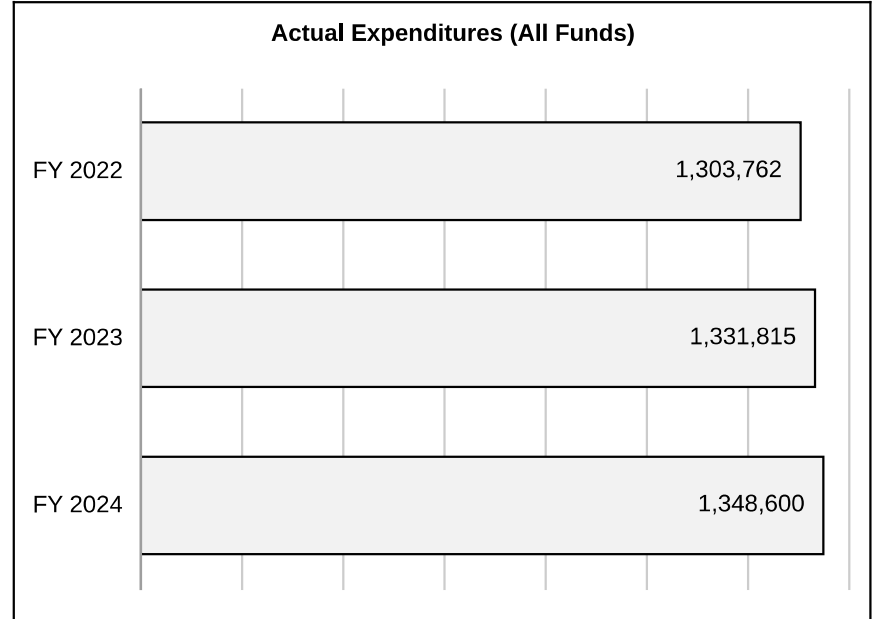 Actual Expenditures (All Funds)
FY 2022 1,303,762
FY 2023 1,331,815
FY 2024 1,348,600